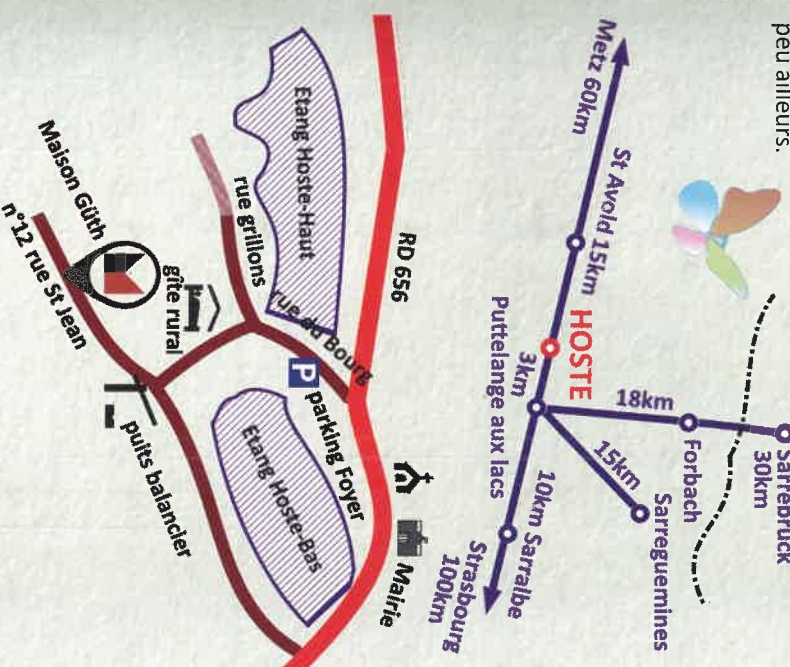 peu ailleurs.
Metz 60km
St Avold 15km
HOSTE
3km
Puttelange aux lacs
18km
Forbach
Sarrebruck
30km
15km
Sarreguemines
10km Sarralbe
Strasbourg
100km
RD 656
Etang Hoste-Haut
rue grillons
rue du Bourg
gîte rural
Maison Güth
n°12 rue St Jean
P
parking Foyer
Mairie
Etang Hoste-Bas
puits balancier